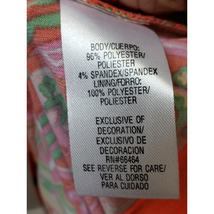 BODY/CUERPO:
96% POLYESTER/
POLIESTER
4% SPANDEX/SPANDEX
LINING/FORRO:
100% POLYESTER/
POLIESTER
EXCLUSIVE OF
DECORATION/
EXCLUSIVO DE
DECORACION
RN#66464
SEE REVERSE FOR CARE/
VER AL DORSO
PARA CUIDADO